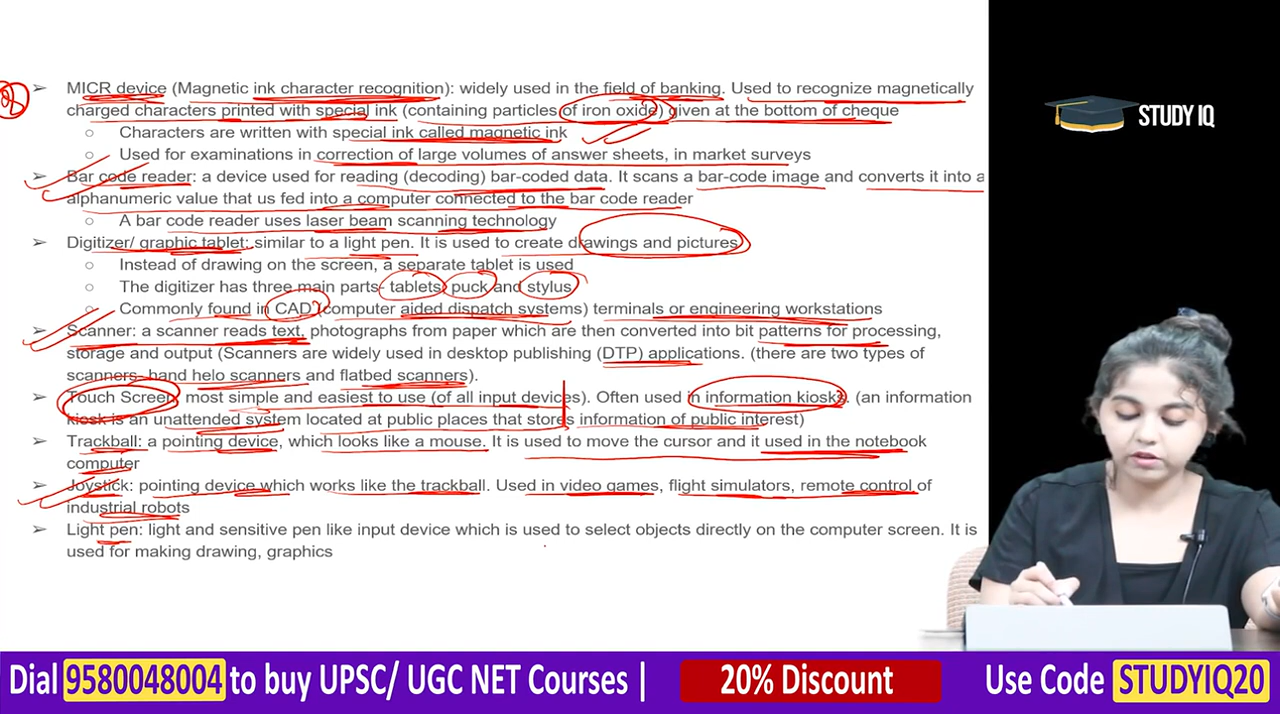 ➢ MICR device (Magnetic ink character recognition): widely used in the field of banking. Used to recognize magnetically
charged characters printed with special ink (containing particles of iron oxide) given at the bottom of cheque
○ Characters are written with special ink called magnetic ink
○ Used for examinations in correction of large volumes of answer sheets, in market surveys
➢ Bar code reader: a device used for reading (decoding) bar-coded data. It scans a bar-code image and converts it into a
alphanumeric value that us fed into a computer connected to the bar code reader
○ A bar code reader uses laser beam scanning technology
➢ Digitizer/ graphic tablet: similar to a light pen. It is used to create drawings and pictures
○ Instead of drawing on the screen, a separate tablet is used
○ The digitizer has three main parts- tablets, puck and stylus
○ Commonly found in CAD (computer aided dispatch systems) terminals or engineering workstations
➢ Scanner: a scanner reads text, photographs from paper which are then converted into bit patterns for processing,
storage and output (Scanners are widely used in desktop publishing (DTP) applications. (there are two types of
scanners- hand helo scanners and flatbed scanners).
➢ Touch Screen: most simple and easiest to use (of all input devices). Often used in information kiosks. (an information
kiosk is an unattended system located at public places that stores information of public interest)
➢ Trackball: a pointing device, which looks like a mouse. It is used to move the cursor and it used in the notebook
computer
➢ Joystick: pointing device which works like the trackball. Used in video games, flight simulators, remote control of
industrial robots
➢ Light pen: light and sensitive pen like input device which is used to select objects directly on the computer screen. It is
used for making drawing, graphics
STUDY IQ
Dial 9580048004 to buy UPSC/ UGC NET Courses | 20% Discount Use Code STUDYIQ20